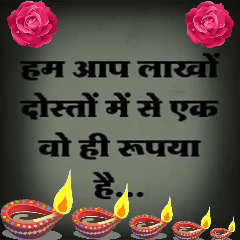 हम आप लाखों
दोस्तों में से एक
वो ही रूपया
है...